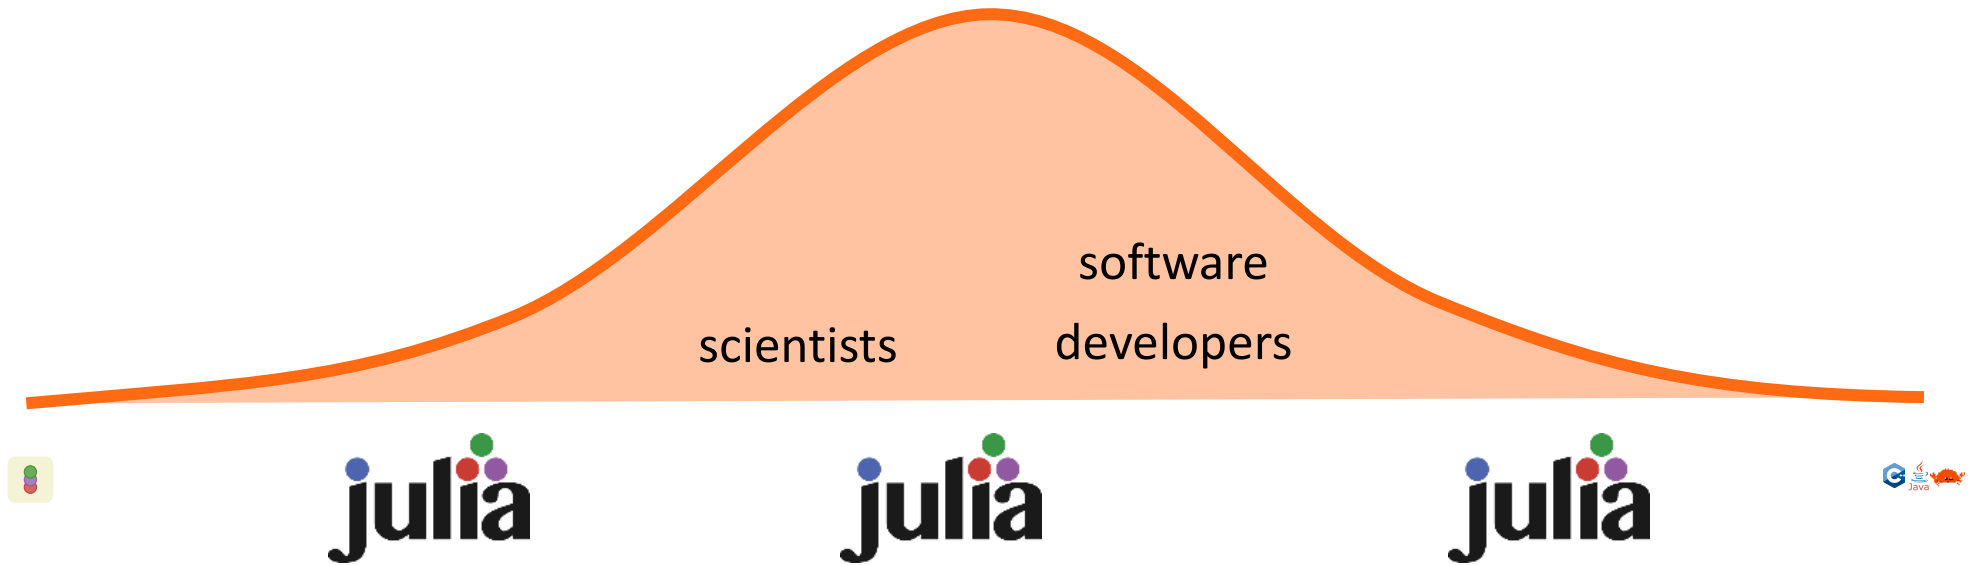 software
scientists
developers
julia
julia
julia
Java